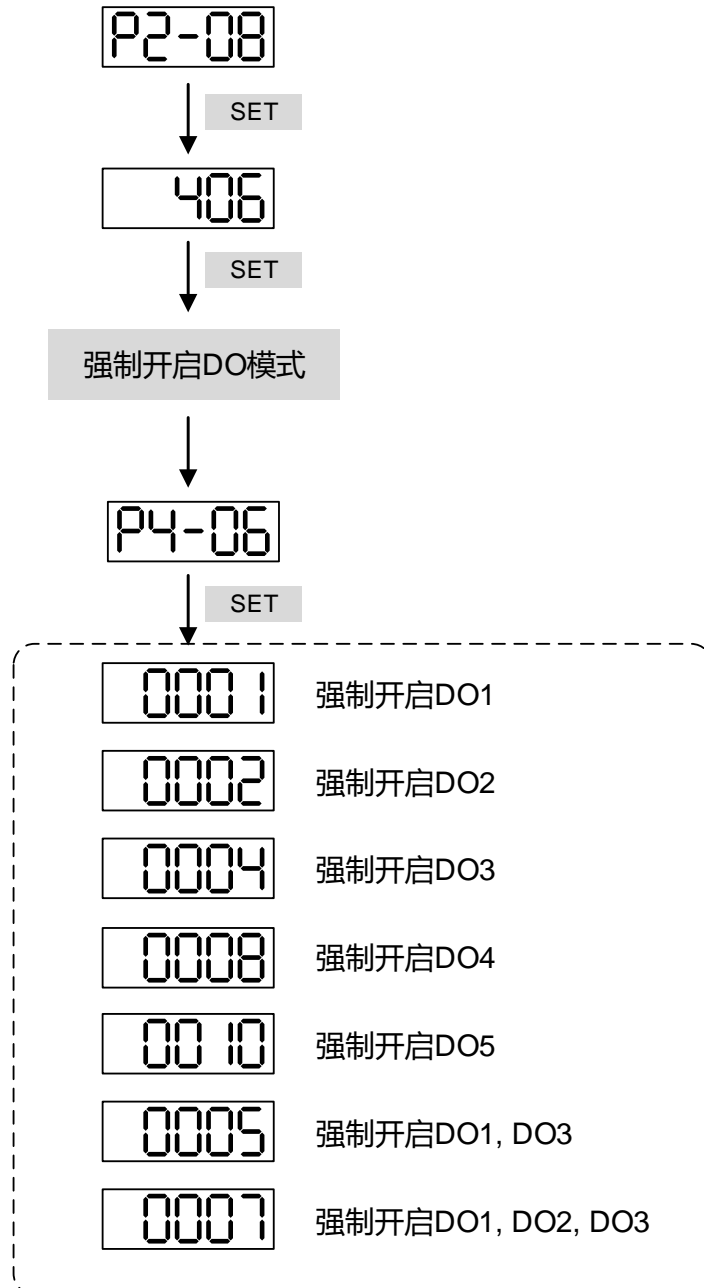 P2-08
SET
406
SET
强制开启DO模式
P4-06
SET
0001 强制开启DO1
0002 强制开启DO2
0004 强制开启DO3
0008 强制开启DO4
0010 强制开启DO5
0005 强制开启DO1, DO3
0007 强制开启DO1, DO2, DO3